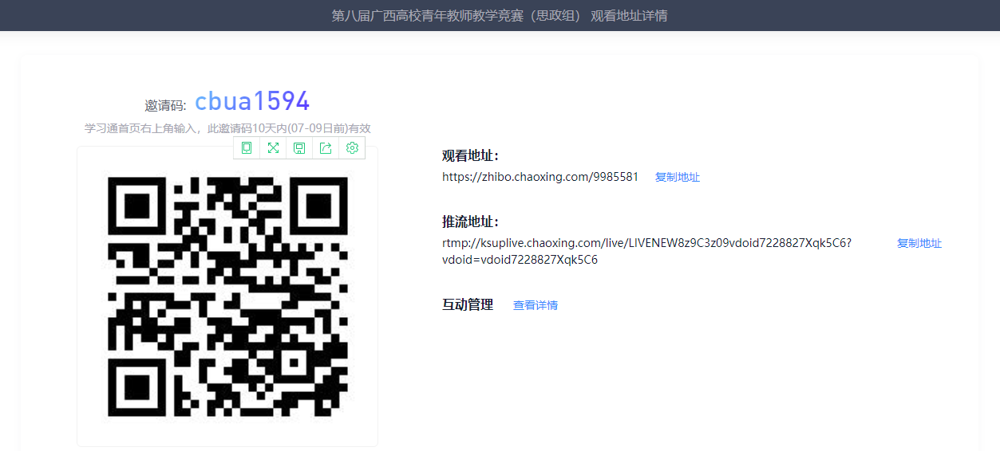 第八届广西高校青年教师教学竞赛（思政组） 观看地址详情
邀请码: cbua1594
学习通首页右上角输入，此邀请码10天内(07-09日前)有效
观看地址：
https://zhibo.chaoxing.com/9985581 复制地址
推流地址：
rtmp://ksuplive.chaoxing.com/live/LIVENEW8z9C3z09vdoid7228827Xqk5C6? 复制地址
vdoid=vdoid7228827Xqk5C6
互动管理 查看详情